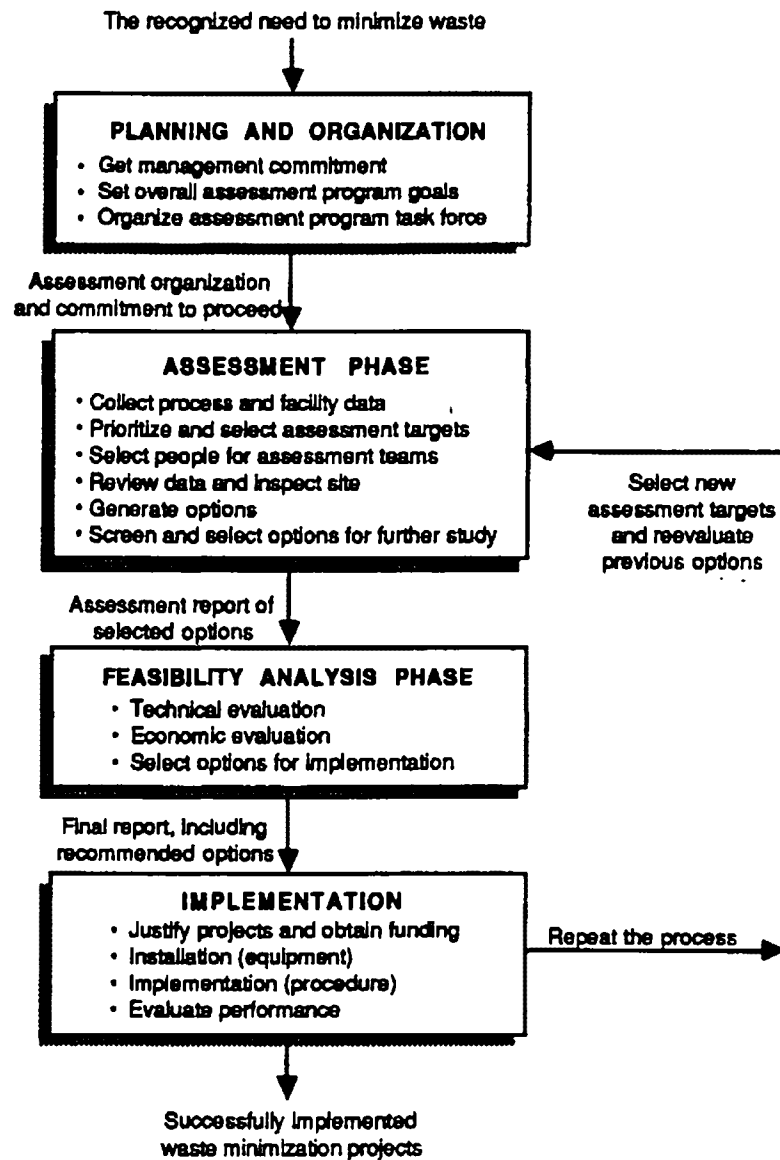 The recognized need to minimize waste
PLANNING AND ORGANIZATION
• Get management commitment
• Set overall assessment program goals
• Organize assessment program task force
Assessment organization
and commitment to proceed
ASSESSMENT PHASE
• Collect process and facility data
• Prioritize and select assessment targets
• Select people for assessment teams
• Review data and inspect site
• Generate options
• Screen and select options for further study
Select new
assessment targets
and reevaluate
previous options
Assessment report of
selected options
FEASIBILITY ANALYSIS PHASE
• Technical evaluation
• Economic evaluation
• Select options for implementation
Final report, including
recommended options
IMPLEMENTATION
• Justify projects and obtain funding
• Installation (equipment)
• Implementation (procedure)
• Evaluate performance
Repeat the process
Successfully implemented
waste minimization projects